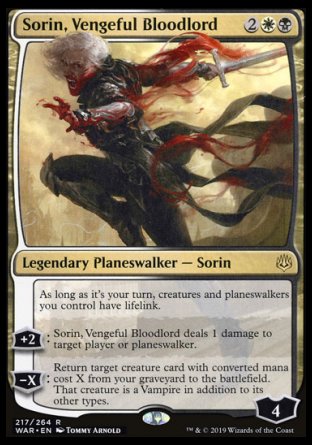 Sorin, Vengeful Bloodlord 2
Legendary Planeswalker — Sorin
As long as it's your turn, creatures and planeswalkers
you control have lifelink.
+2: Sorin, Vengeful Bloodlord deals 1 damage to
target player or planeswalker.
Return target creature card with converted mana
-X: cost X from your graveyard to the battlefield.
That creature is a Vampire in addition to its
other types.
4
217/264 R
WAR • EN TOMMY ARNOLD ™ & © 2019 Wizards of the Coast